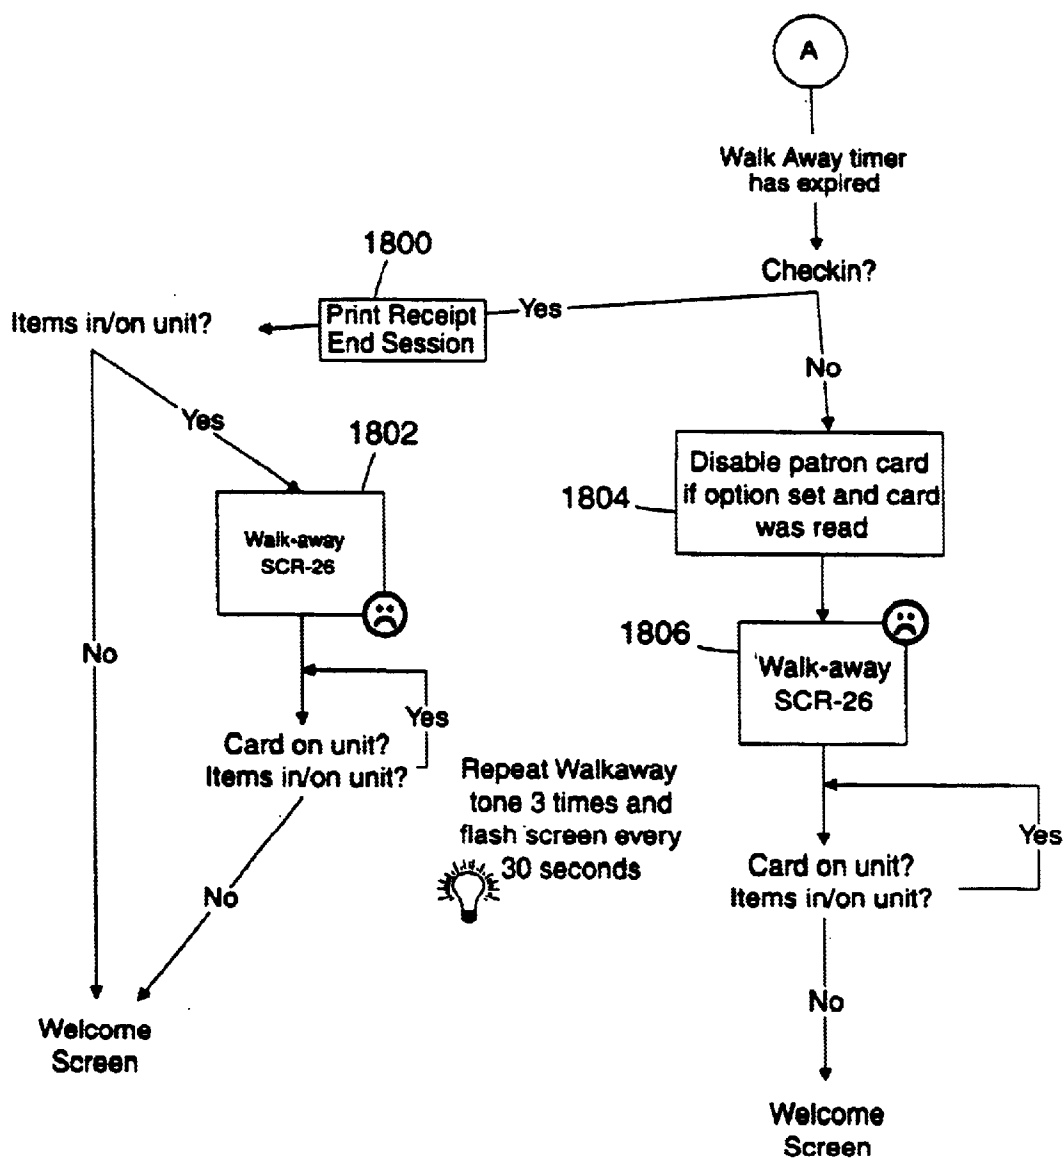 A
Walk Away timer
has expired
Checkin?
Yes
No
1800
Print Receipt
End Session
Items in/on unit?
Yes
No
1802
Walk-away
SCR-26
Card on unit?
Items in/on unit?
Yes
No
Welcome
Screen
Repeat Walkaway
tone 3 times and
flash screen every
30 seconds
1804
Disable patron card
if option set and card
was read
1806
Walk-away
SCR-26
Card on unit?
Items in/on unit?
Yes
No
Welcome
Screen